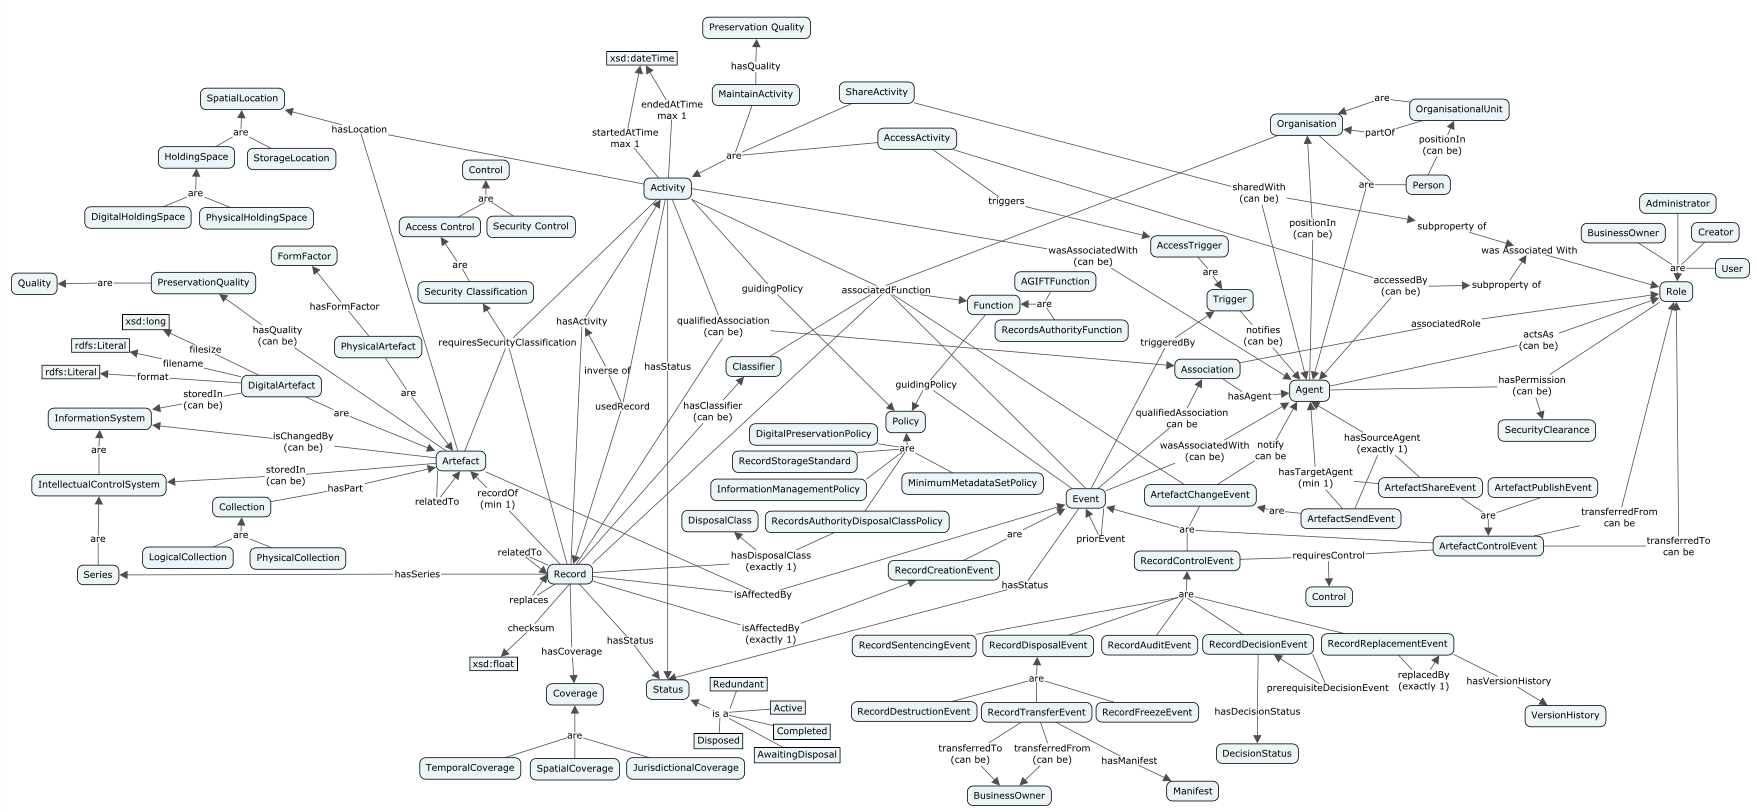 Preservation Quality
xsd:dateTime
hasQuality
MaintainActivity
ShareActivity
SpatialLocation
endedAtTime
max 1
are
OrganisationalUnit
Organisation
hasLocation
startedAtTime
max 1
are
AccessActivity
partOf
positionIn
(can be)
HoldingSpace
StorageLocation
are
Control
Activity
sharedWith
(can be)
are
Person
are
are
DigitalHoldingSpace
PhysicalHoldingSpace
Access Control
Security Control
triggers
positionIn
(can be)
subproperty of
Administrator
BusinessOwner
Creator
AccessTrigger
wasAssociatedWith
(can be)
was Associated With
FormFactor
are
are
are
User
Quality
are
PreservationQuality
Security Classification
guidingPolicy
associatedFunction
AGIFTFunction
accessedBy
(can be)
subproperty of
Role
hasFormFactor
Function
are
Trigger
xsd:long
hasQuality
(can be)
hasActivity
qualifiedAssociation
(can be)
RecordsAuthorityFunction
notifies
(can be)
associatedRole
rdfs:Literal
filesize
PhysicalArtefact
requiresSecurityClassification
triggeredBy
actsAs
(can be)
filename
rdfs:Literal
format
DigitalArtefact
inverse of
hasStatus
Classifier
Association
are
guidingPolicy
hasAgent
Agent
hasPermission
(can be)
storedIn
(can be)
InformationSystem
are
usedRecord
hasClassifier
(can be)
Policy
qualifiedAssociation
can be
SecurityClearance
isChangedBy
(can be)
DigitalPreservationPolicy
are
wasAssociatedWith
(can be)
notify
can be
hasSourceAgent
(exactly 1)
are
Artefact
RecordStorageStandard
storedIn
(can be)
IntellectualControlSystem
hasPart
relatedTo
recordOf
(min 1)
InformationManagementPolicy
MinimumMetadataSetPolicy
Event
ArtefactChangeEvent
hasTargetAgent
(min 1)
ArtefactShareEvent
ArtefactPublishEvent
Collection
DisposalClass
RecordsAuthorityDisposalClassPolicy
are
ArtefactSendEvent
are
transferredFrom
can be
are
are
are
priorEvent
are
LogicalCollection
PhysicalCollection
relatedTo
hasDisposalClass
(exactly 1)
RecordControlEvent
requiresControl
ArtefactControlEvent
transferredTo
can be
Series
hasSeries
Record
RecordCreationEvent
hasStatus
replaces
isAffectedBy
are
Control
checksum
hasStatus
isAffectedBy
(exactly 1)
RecordSentencingEvent
RecordDisposalEvent
RecordAuditEvent
RecordDecisionEvent
RecordReplacementEvent
hasCoverage
xsd:float
are
replacedBy
(exactly 1)
hasVersionHistory
Coverage
Status
Redundant
prerequisiteDecisionEvent
is a
Active
RecordDestructionEvent
RecordTransferEvent
RecordFreezeEvent
hasDecisionStatus
VersionHistory
are
Disposed
Completed
AwaitingDisposal
transferredTo
(can be)
transferredFrom
(can be)
hasManifest
DecisionStatus
TemporalCoverage
SpatialCoverage
JurisdictionalCoverage
BusinessOwner
Manifest